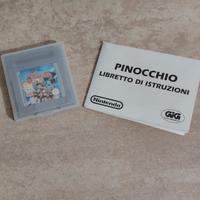 PINOCCHIO
LIBRETTO DI ISTRUZIONI
Nintendo
GiG